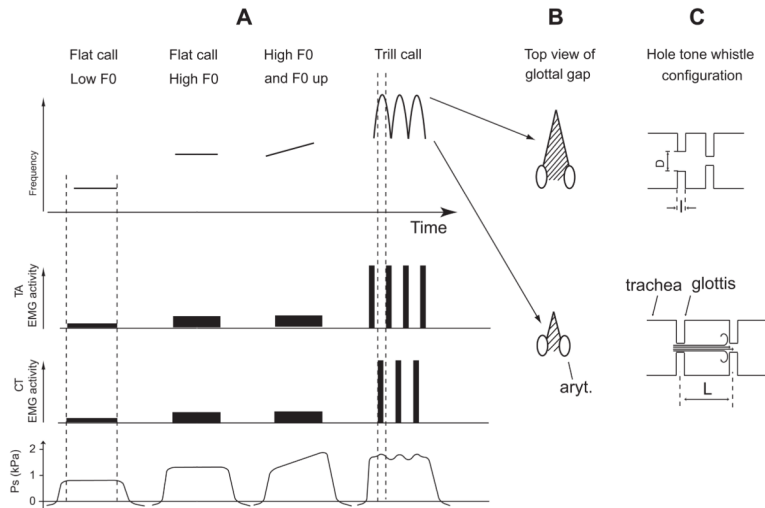 A
B
C
Flat call
Low F0
Flat call
High F0
High F0
and F0 up
Trill call
Top view of
glottal gap
Hole tone whistle
configuration
Frequency
D
l
Time
TA
EMG activity
trachea
glottis
aryt.
L
CT
EMG activity
Ps (kPa)
2
1
0